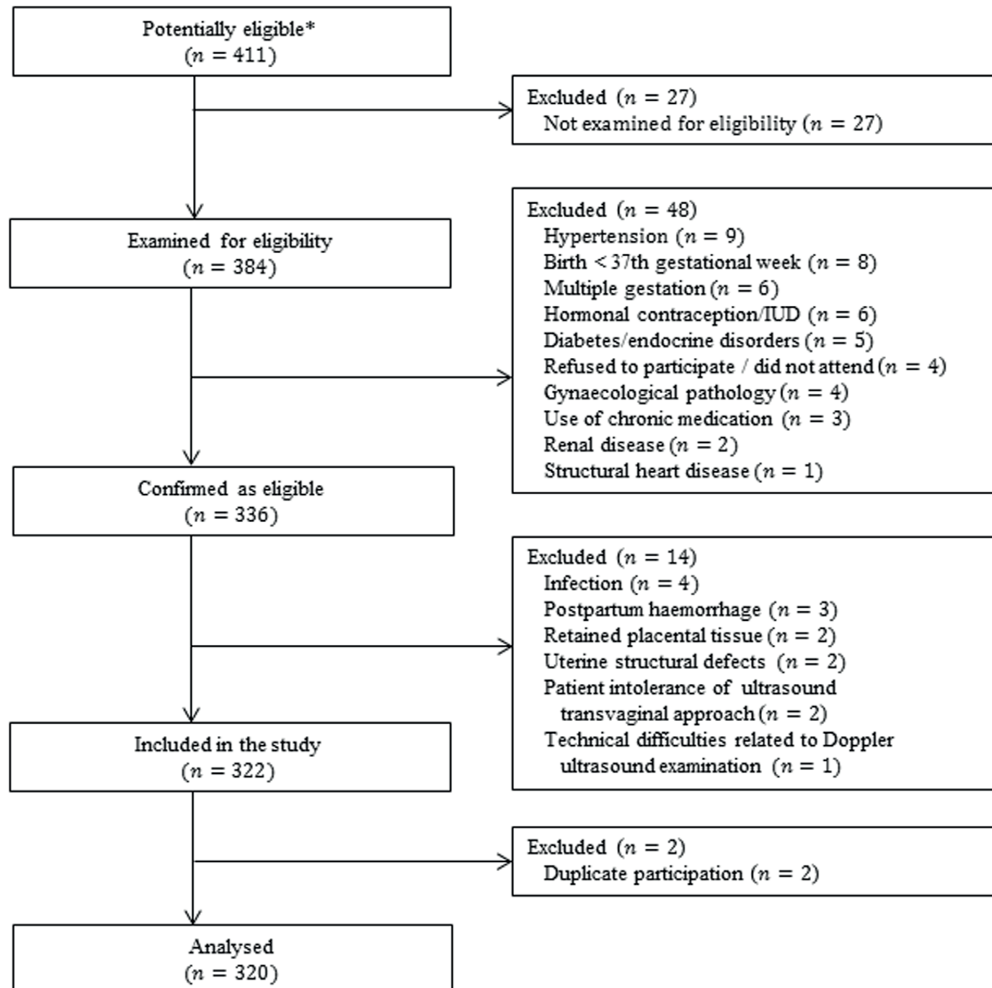 Potentially eligible*
(n = 411)
Excluded (n = 27)
Not examined for eligibility (n = 27)
Examined for eligibility
(n = 384)
Excluded (n = 48)
Hypertension (n = 9)
Birth < 37th gestational week (n = 8)
Multiple gestation (n = 6)
Hormonal contraception/IUD (n = 6)
Diabetes/endocrine disorders (n = 5)
Refused to participate / did not attend (n = 4)
Gynaecological pathology (n = 4)
Use of chronic medication (n = 3)
Renal disease (n = 2)
Structural heart disease (n = 1)
Confirmed as eligible
(n = 336)
Excluded (n = 14)
Infection (n = 4)
Postpartum haemorrhage (n = 3)
Retained placental tissue (n = 2)
Uterine structural defects (n = 2)
Patient intolerance of ultrasound
transvaginal approach (n = 2)
Technical difficulties related to Doppler
ultrasound examination (n = 1)
Included in the study
(n = 322)
Excluded (n = 2)
Duplicate participation (n = 2)
Analysed
(n = 320)